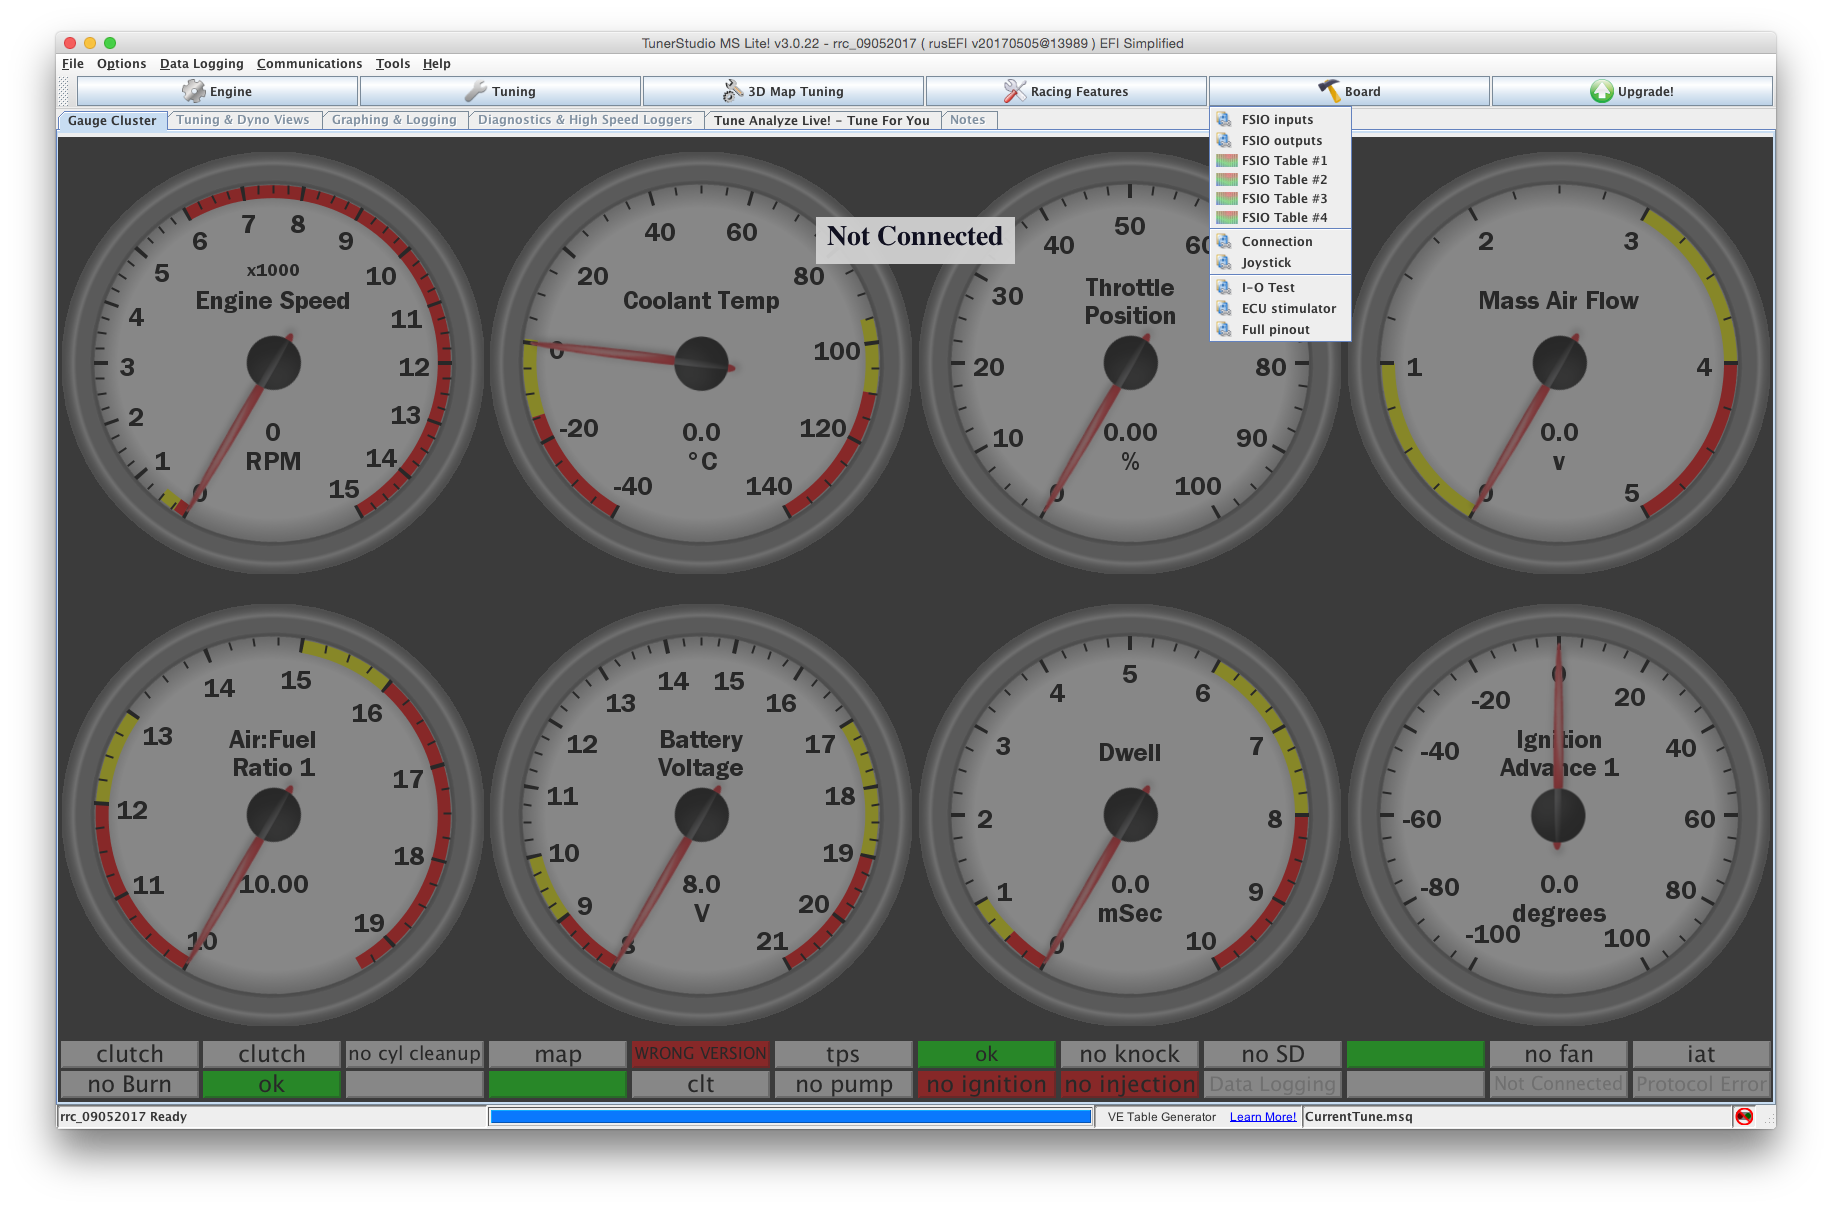 TunerStudio MS Lite! v3.0.22 - rrc_09052017 ( rusEFI v20170505@13989 ) EFI Simplified
File Options Data Logging Communications Tools Help
Engine Tuning 3D Map Tuning Racing Features Board Upgrade!
Gauge Cluster Tuning & Dyno Views Graphing & Logging Diagnostics & High Speed Loggers Tune Analyze Live! - Tune For You Notes
FSIO inputs
FSIO outputs
FSIO Table #1
FSIO Table #2
FSIO Table #3
FSIO Table #4
Connection
Joystick
I-O Test
ECU stimulator
Full pinout
Not Connected
0 1 2 3 4 5 6 7 8 9 10 11 12 13 14 15
x1000
Engine Speed
0
RPM
-40 -20 0 20 40 60 80 100 120 140
Coolant Temp
0.0
°C
0 10 20 30 40 50 60 80 90 100
Throttle
Position
0.00
%
0 1 2 3 4 5
Mass Air Flow
0.0
v
10 11 12 13 14 15 16 17 18 19
Air:Fuel
Ratio 1
10.00
8 9 10 11 12 13 14 15 16 17 18 19 20 21
Battery
Voltage
8.0
V
0 1 2 3 4 5 6 7 8 9 10
Dwell
0.0
mSec
-100 -80 -60 -40 -20 0 20 40 60 80 100
Ignition
Advance 1
0.0
degrees
clutch clutch no cyl cleanup map WRONG VERSION tps ok no knock no SD no fan iat
no Burn ok clt no pump no ignition no injection Data Logging Not Connected Protocol Error
rrc_09052017 Ready VE Table Generator Learn More! CurrentTune.msq